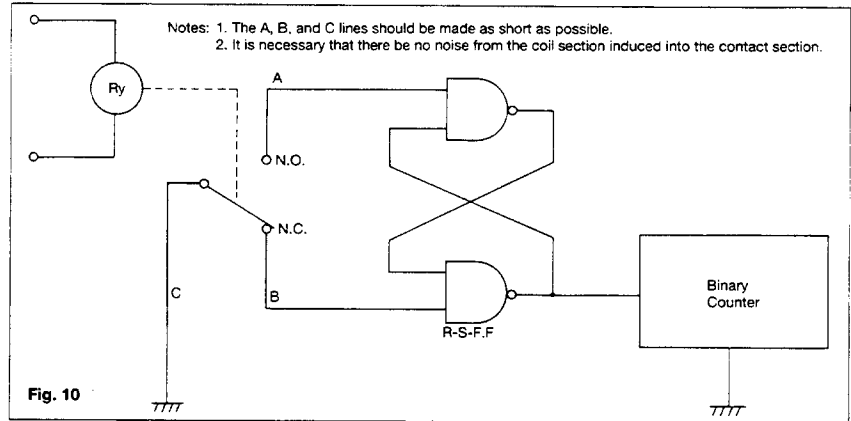 Notes: 1. The A, B, and C lines should be made as short as possible.
2. It is necessary that there be no noise from the coil section induced into the contact section.
A
Ry
N.O.
N.C.
C
B
R-S-F.F
Binary
Counter
Fig. 10